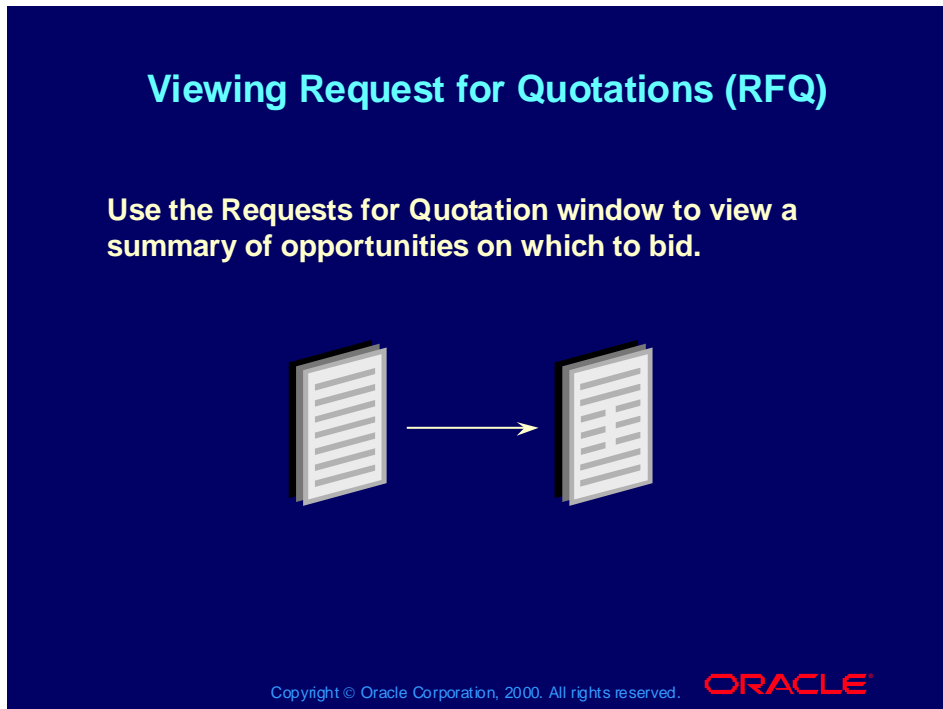 Viewing Request for Quotations (RFQ)
Use the Requests for Quotation window to view a
summary of opportunities on which to bid.
Copyright © Oracle Corporation, 2000. All rights reserved.
ORACLE®